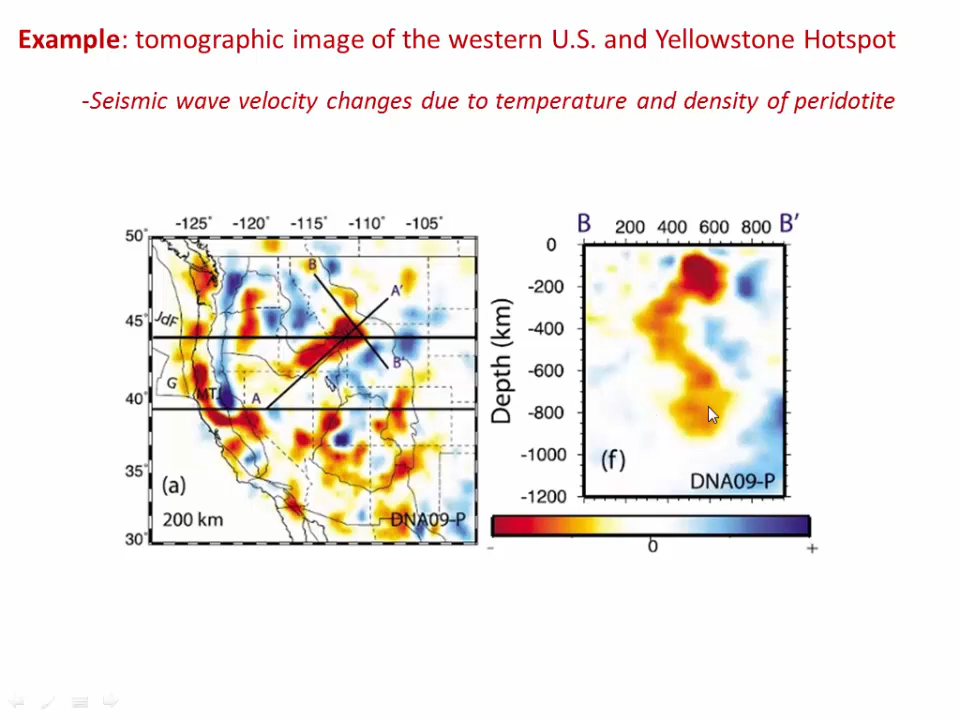 Example: tomographic image of the western U.S. and Yellowstone Hotspot
-Seismic wave velocity changes due to temperature and density of peridotite
-125° -120° -115° -110° -105°
50°
45°
40°
35°
30°
B
A'
JdF
B'
G
MTJ
A
(a)
200 km
DNA09-P
B 200 400 600 800 B'
0
-200
-400
-600
-800
-1000
-1200
Depth (km)
(f)
DNA09-P
- 0 +